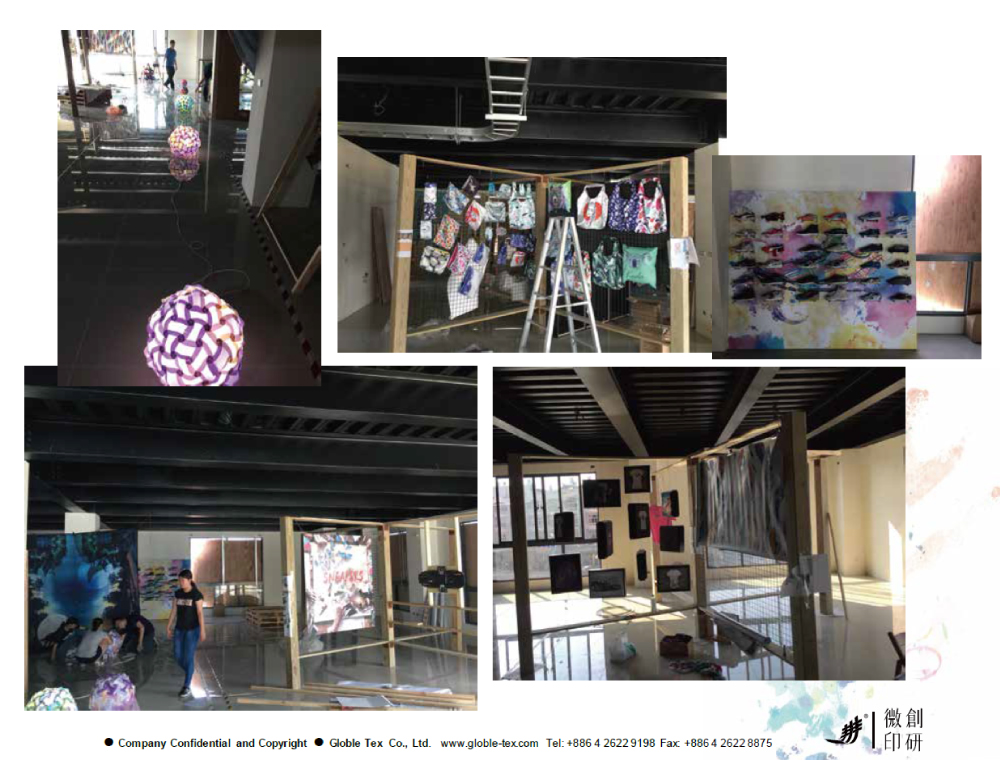 SNEAKERS
● Company Confidential and Copyright ● Globle Tex Co., Ltd. www.globle-tex.com Tel: +886 4 2622 9198 Fax: +886 4 2622 8875
微創
印研